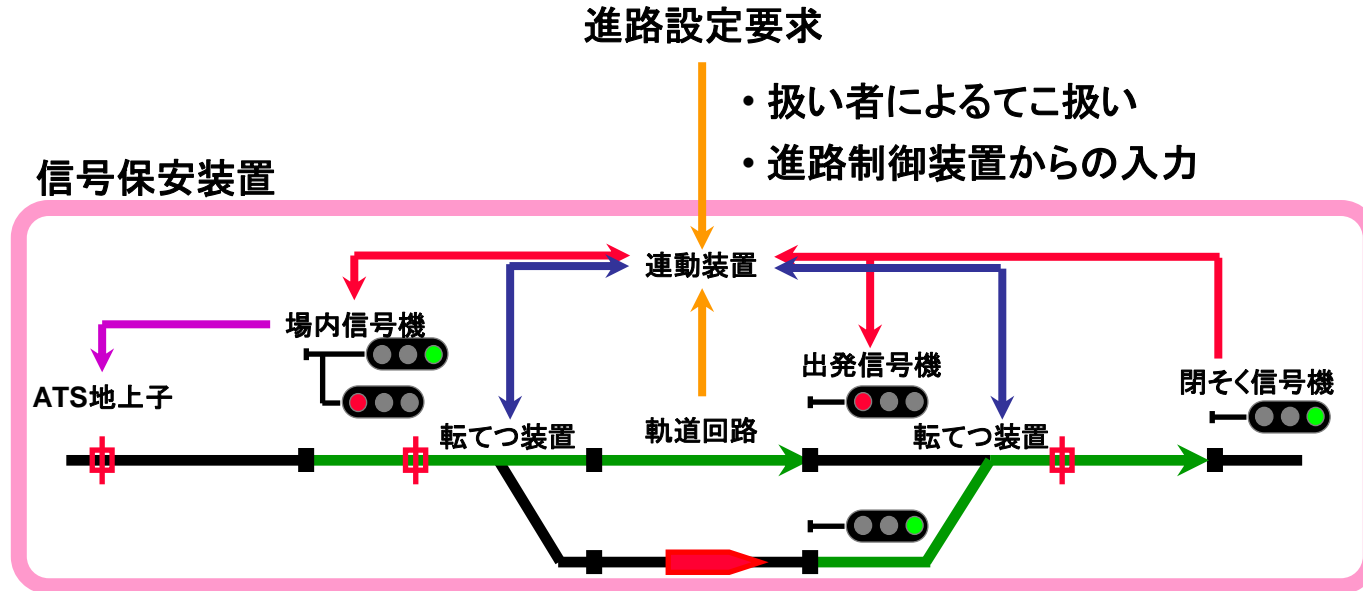 進路設定要求
・扱い者によるてこ扱い
・進路制御装置からの入力
信号保安装置
連動装置
場内信号機
出発信号機
閉そく信号機
ATS地上子
転てつ装置
軌道回路
転てつ装置